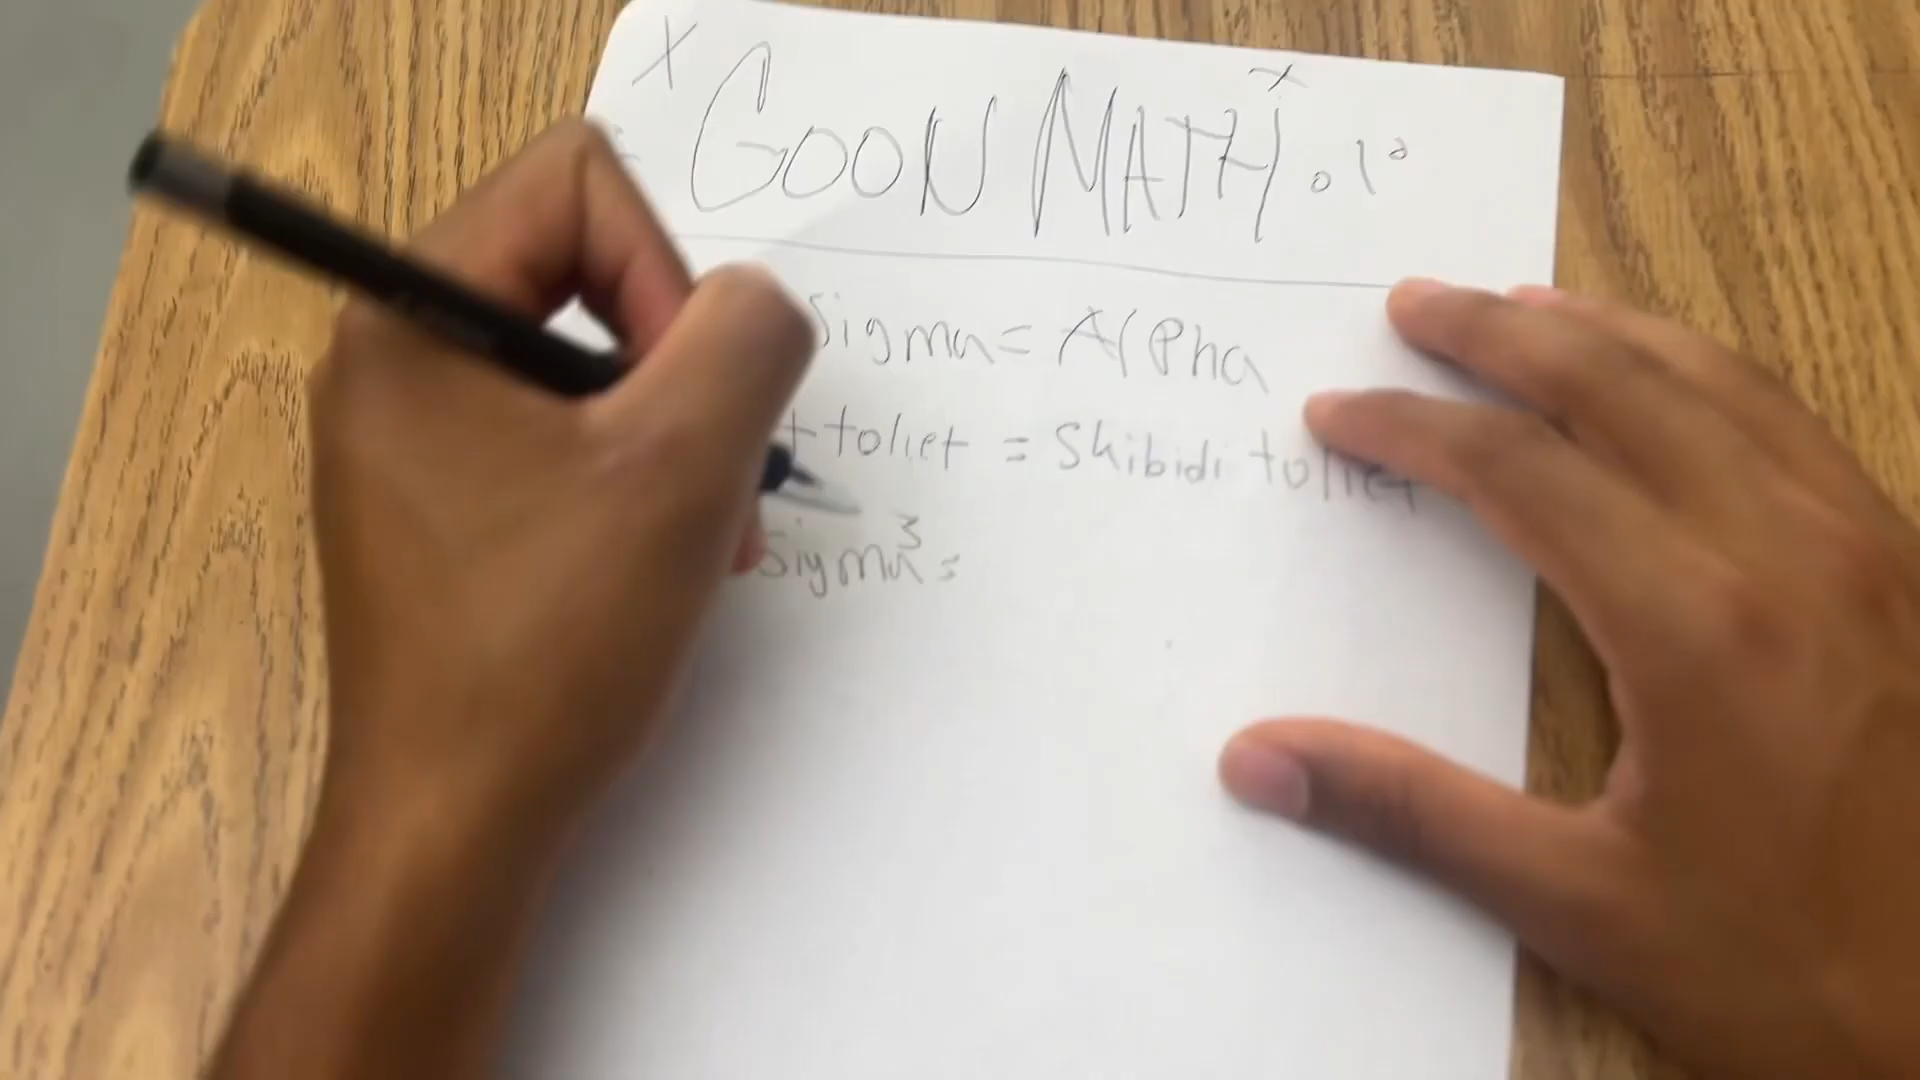 X GOON MATH X
Sigma = Alpha
toliet = Skibidi toliet
Sigma³ =